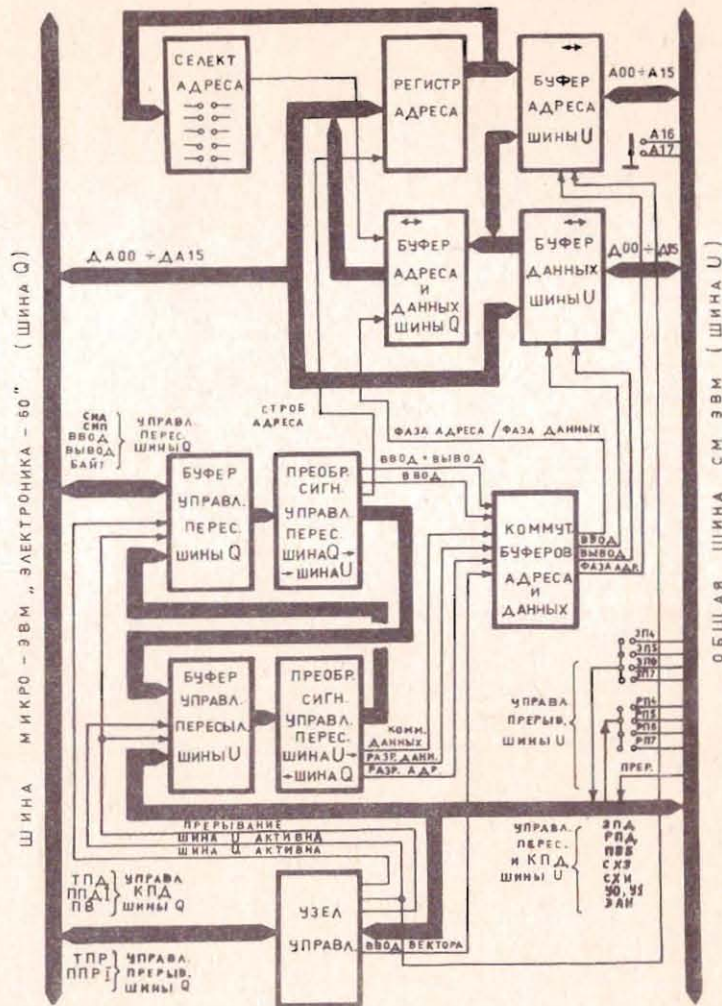 ШИНА МИКРО-ЭВМ „ЭЛЕКТРОНИКА-60" (ШИНА Q)
СЕЛЕКТ
АДРЕСА
РЕГИСТР
АДРЕСА
БУФЕР
АДРЕСА
ШИНЫ U
А00÷А15
А16
А17
ДА00÷ДА15
БУФЕР
АДРЕСА
И
ДАННЫХ
ШИНЫ Q
БУФЕР
ДАННЫХ
ШИНЫ U
Д00÷Д15
ОБЩАЯ ШИНА СМ ЭВМ (ШИНА U)
СТРОБ
АДРЕСА
ФАЗА АДРЕСА / ФАЗА ДАННЫХ
СИА
СИП
ВВОД
ВЫВОД
БАЙТ
УПРАВЛ.
ПЕРЕС.
ШИНЫ Q
БУФЕР
УПРАВЛ.
ПЕРЕС.
ШИНЫ Q
ПРЕОБР.
СИГН.
УПРАВЛ.
ПЕРЕС.
ШИНА Q→
→ШИНА U
ВВОД+ВЫВОД
ВВОД
КОММУТ.
БУФЕРОВ
АДРЕСА
И
ДАННЫХ
ВВОД
ВЫВОД
ФАЗА АДР.
БУФЕР
УПРАВЛ.
ПЕРЕСЫЛ.
ШИНЫ U
ПРЕОБР.
СИГН.
УПРАВЛ.
ПЕРЕС.
ШИНА U→
→ШИНА Q
КОММ.
ДАННЫХ
РАЗР. ДАНН.
РАЗР. АДР.
УПРАВЛ.
ПРЕРЫВ.
ШИНЫ U
ЗП4
ЗП5
ЗП6
ЗП7
РП4
РП5
РП6
РП7
ПРЕР.
ПРЕРЫВАНИЕ
ШИНА U АКТИВНА
ШИНА Q АКТИВНА
УПРАВЛ.
ПЕРЕС.
И КПД
ШИНЫ U
ЗПД
РПД
ПВБ
СХЗ
СХИ
У0, У1
ЗАН
ТПД
ППДI
ПВ
УПРАВЛ
КПД
ШИНЫ Q
УЗЕЛ
УПРАВЛ.
ВВОД ВЕКТОРА
ТПР
ППРI
УПРАВЛ.
ПРЕРЫВ.
ШИНЫ Q